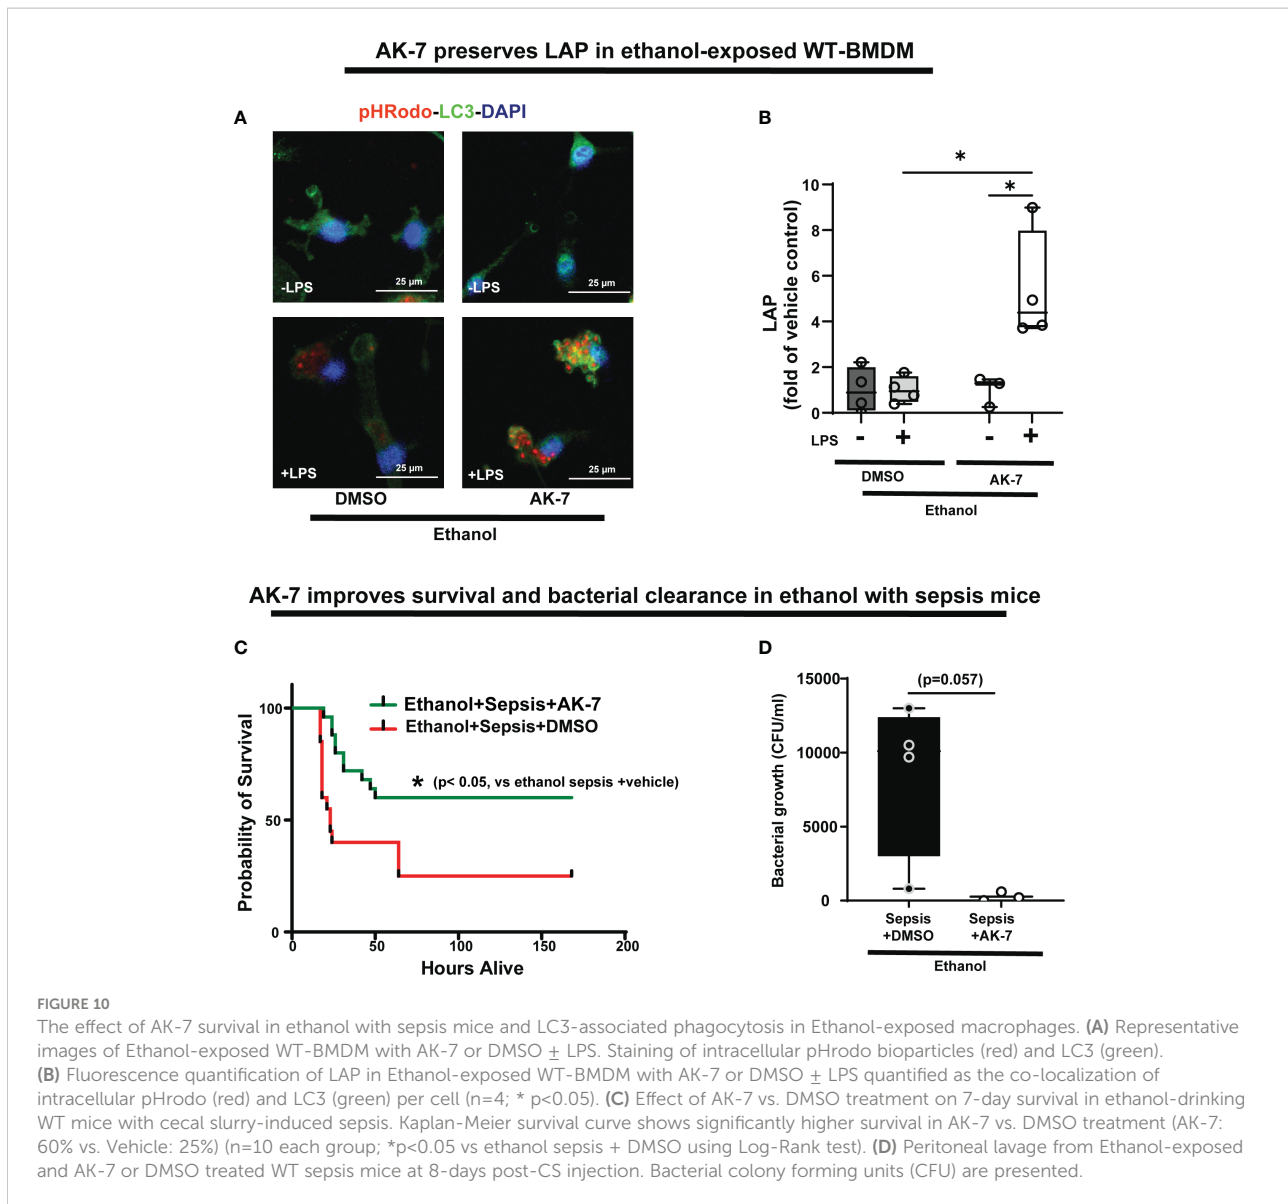 AK-7 preserves LAP in ethanol-exposed WT-BMDM
A
pHRodo-LC3-DAPI
-LPS
25 µm
-LPS
25 µm
+LPS
25 µm
+LPS
25 µm
DMSO
AK-7
Ethanol
B
*
*
LAP
(fold of vehicle control)
10
8
6
4
2
0
LPS - + - +
DMSO
AK-7
Ethanol
AK-7 improves survival and bacterial clearance in ethanol with sepsis mice
C
Probability of Survival
100
50
0
Ethanol+Sepsis+AK-7
Ethanol+Sepsis+DMSO
* (p< 0.05, vs ethanol sepsis +vehicle)
0 50 100 150 200
Hours Alive
D
(p=0.057)
Bacterial growth (CFU/ml)
15000
10000
5000
0
Sepsis
+DMSO
Sepsis
+AK-7
Ethanol
FIGURE 10
The effect of AK-7 survival in ethanol with sepsis mice and LC3-associated phagocytosis in Ethanol-exposed macrophages. (A) Representative
images of Ethanol-exposed WT-BMDM with AK-7 or DMSO ± LPS. Staining of intracellular pHrodo bioparticles (red) and LC3 (green).
(B) Fluorescence quantification of LAP in Ethanol-exposed WT-BMDM with AK-7 or DMSO ± LPS quantified as the co-localization of
intracellular pHrodo (red) and LC3 (green) per cell (n=4; * p<0.05). (C) Effect of AK-7 vs. DMSO treatment on 7-day survival in ethanol-drinking
WT mice with cecal slurry-induced sepsis. Kaplan-Meier survival curve shows significantly higher survival in AK-7 vs. DMSO treatment (AK-7:
60% vs. Vehicle: 25%) (n=10 each group; *p<0.05 vs ethanol sepsis + DMSO using Log-Rank test). (D) Peritoneal lavage from Ethanol-exposed
and AK-7 or DMSO treated WT sepsis mice at 8-days post-CS injection. Bacterial colony forming units (CFU) are presented.